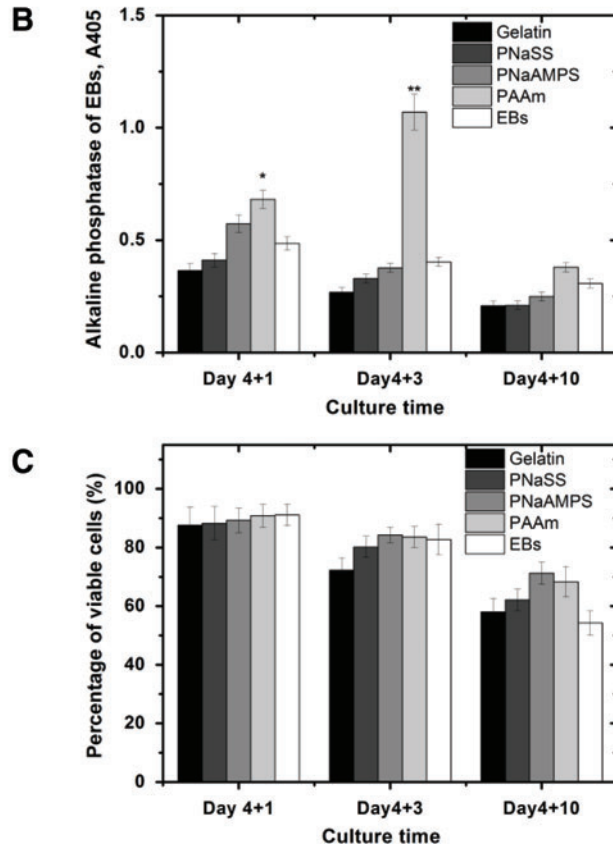 B
Alkaline phosphatase of EBs, A405
1.5
1.0
0.5
0.0
Gelatin
PNaSS
PNaAMPS
PAAm
EBs
*
**
Day 4+1
Day4+3
Day4+10
Culture time
C
Percentage of viable cells (%)
100
80
60
40
20
0
Gelatin
PNaSS
PNaAMPS
PAAm
EBs
Day 4+1
Day4+3
Day4+10
Culture time